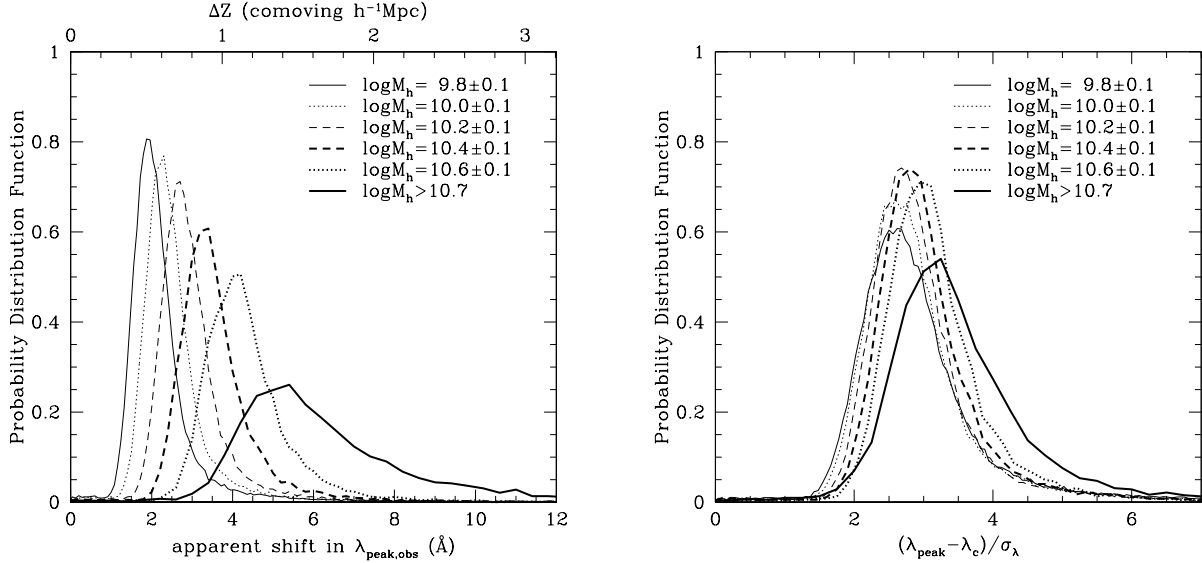 ΔZ (comoving h⁻¹Mpc)
0 1 2 3
1
0.8
0.6
0.4
0.2
0
Probability Distribution Function
logM_h= 9.8±0.1
logM_h=10.0±0.1
logM_h=10.2±0.1
logM_h=10.4±0.1
logM_h=10.6±0.1
logM_h>10.7
0 2 4 6 8 10 12
apparent shift in λ_peak,obs (Å)
1
0.8
0.6
0.4
0.2
0
Probability Distribution Function
logM_h= 9.8±0.1
logM_h=10.0±0.1
logM_h=10.2±0.1
logM_h=10.4±0.1
logM_h=10.6±0.1
logM_h>10.7
0 2 4 6
(λ_peak−λ_c)/σ_λ